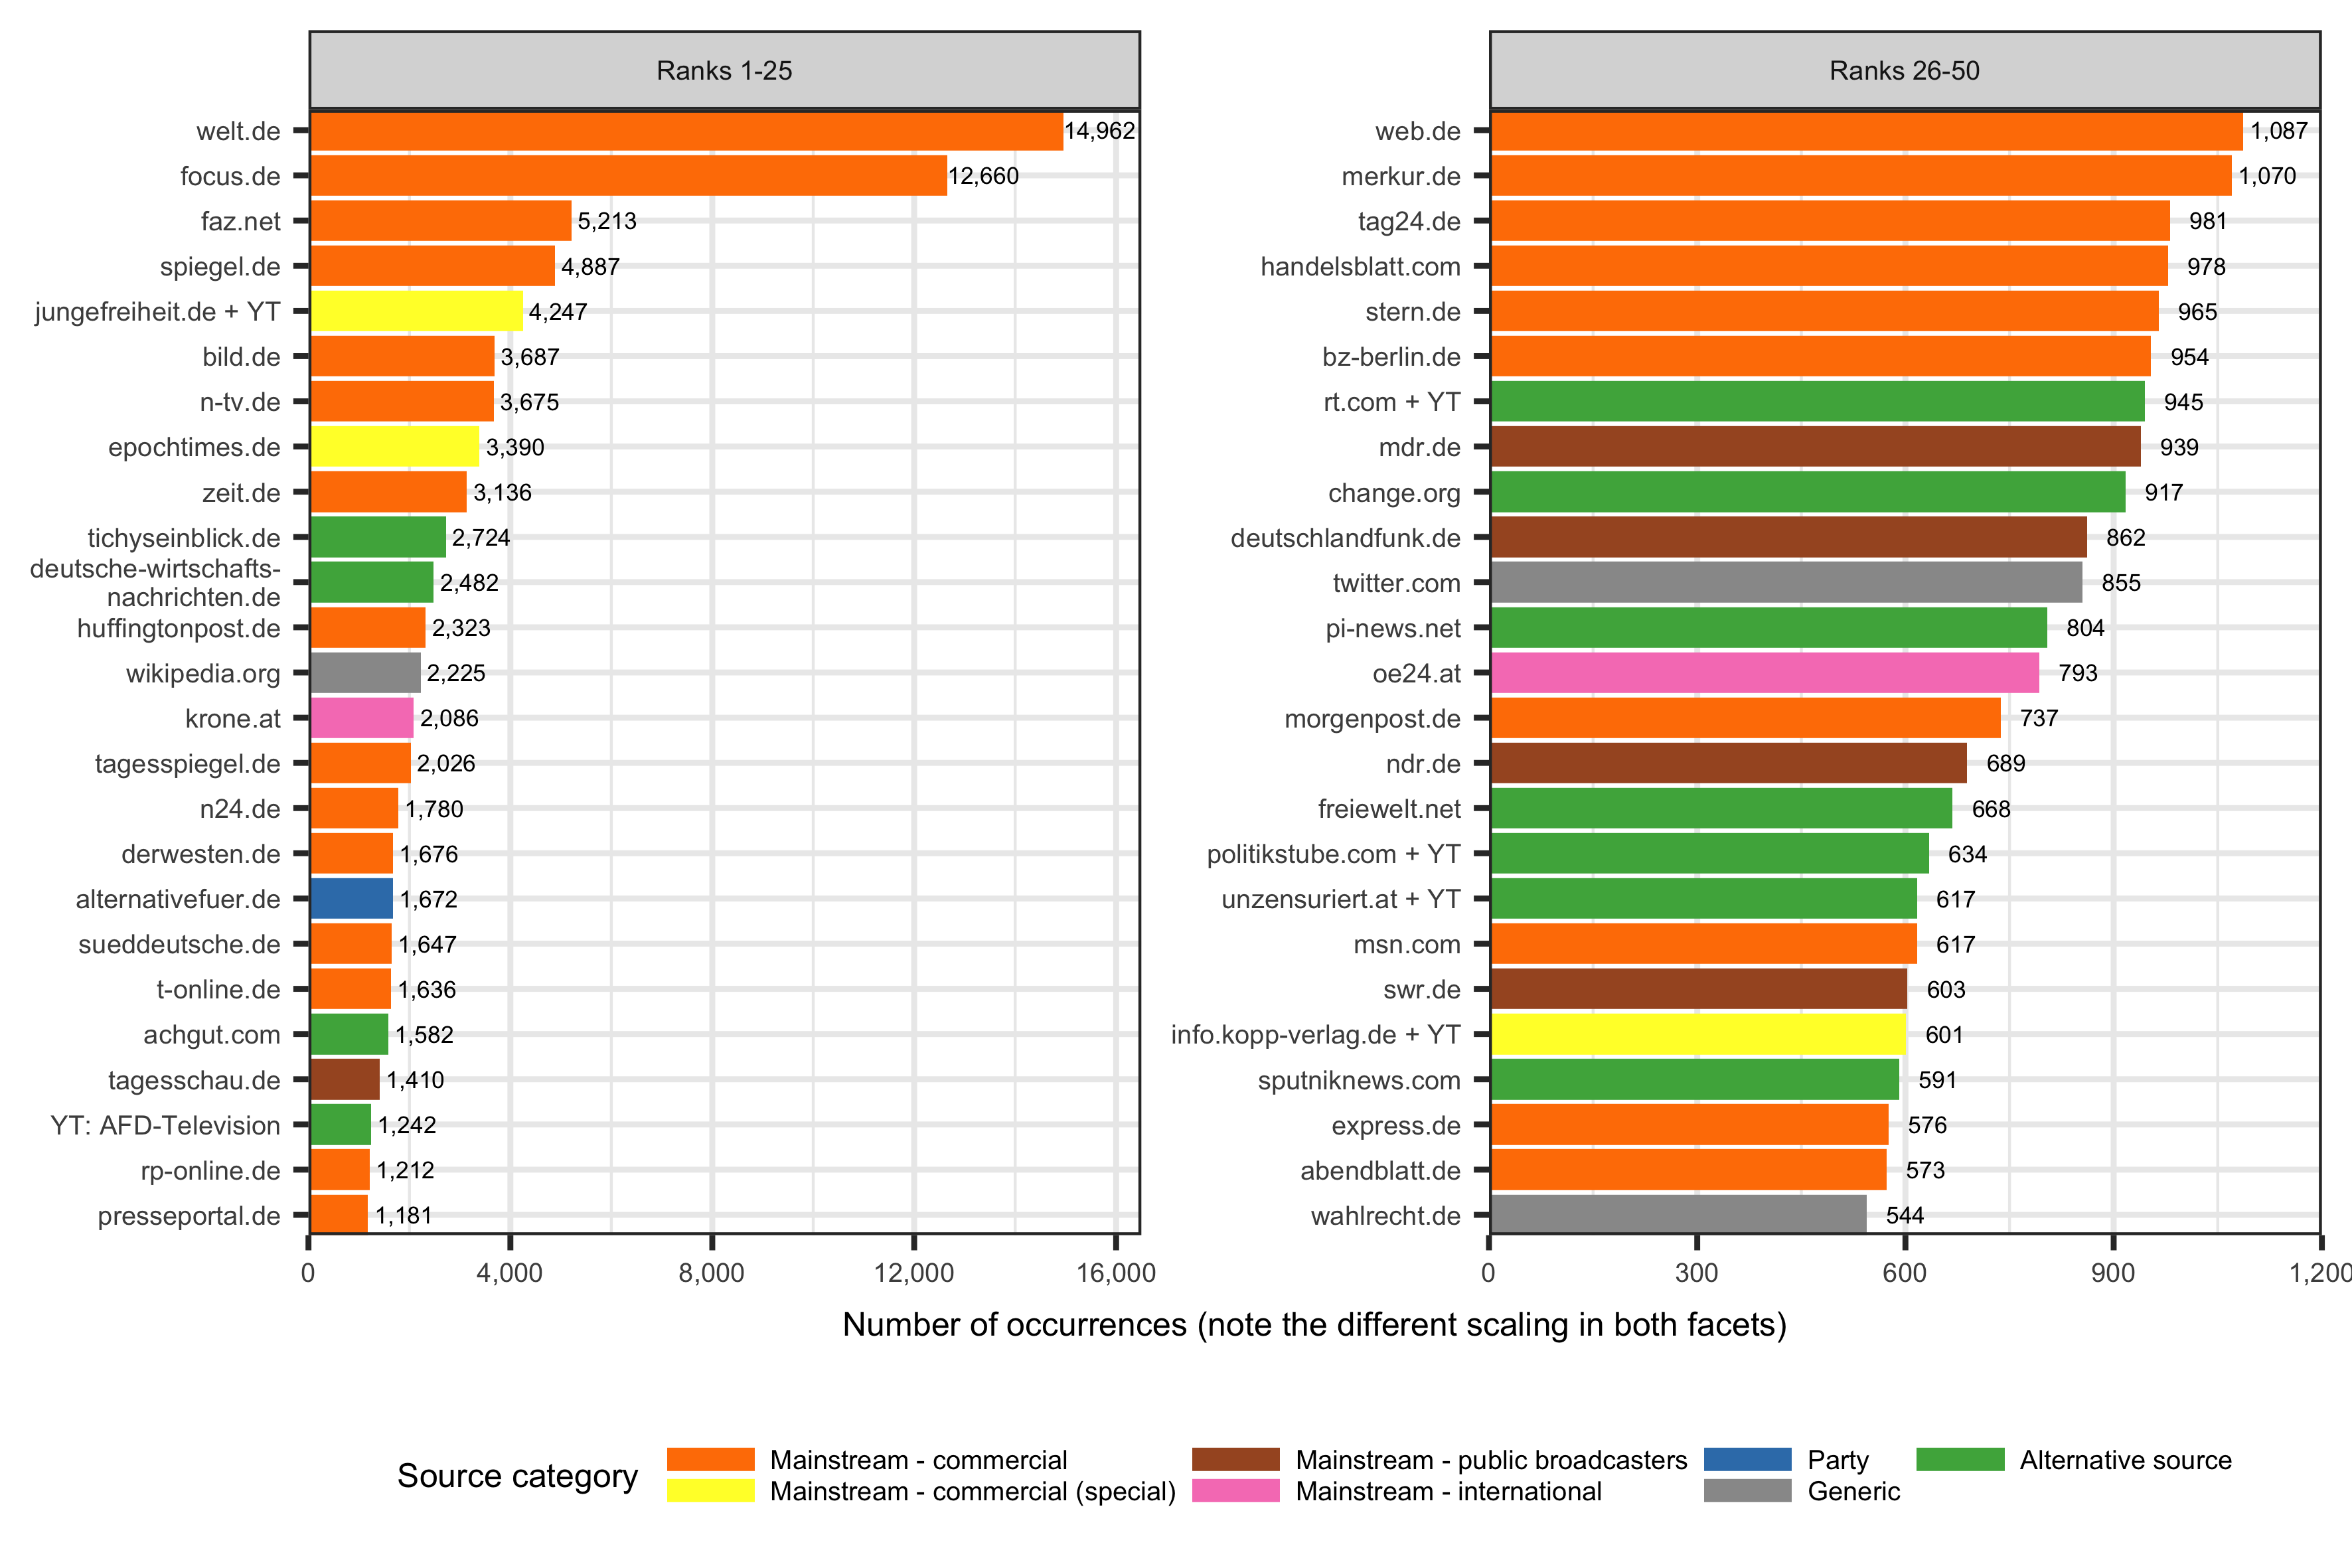 Ranks 1-25
welt.de 14,962
focus.de 12,660
faz.net 5,213
spiegel.de 4,887
jungefreiheit.de + YT 4,247
bild.de 3,687
n-tv.de 3,675
epochtimes.de 3,390
zeit.de 3,136
tichyseinblick.de 2,724
deutsche-wirtschafts-
nachrichten.de 2,482
huffingtonpost.de 2,323
wikipedia.org 2,225
krone.at 2,086
tagesspiegel.de 2,026
n24.de 1,780
derwesten.de 1,676
alternativefuer.de 1,672
sueddeutsche.de 1,647
t-online.de 1,636
achgut.com 1,582
tagesschau.de 1,410
YT: AFD-Television 1,242
rp-online.de 1,212
presseportal.de 1,181
0 4,000 8,000 12,000 16,000
Ranks 26-50
web.de 1,087
merkur.de 1,070
tag24.de 981
handelsblatt.com 978
stern.de 965
bz-berlin.de 954
rt.com + YT 945
mdr.de 939
change.org 917
deutschlandfunk.de 862
twitter.com 855
pi-news.net 804
oe24.at 793
morgenpost.de 737
ndr.de 689
freiewelt.net 668
politikstube.com + YT 634
unzensuriert.at + YT 617
msn.com 617
swr.de 603
info.kopp-verlag.de + YT 601
sputniknews.com 591
express.de 576
abendblatt.de 573
wahlrecht.de 544
0 300 600 900 1,200
Number of occurrences (note the different scaling in both facets)
Source category
Mainstream - commercial
Mainstream - commercial (special)
Mainstream - public broadcasters
Mainstream - international
Party
Generic
Alternative source